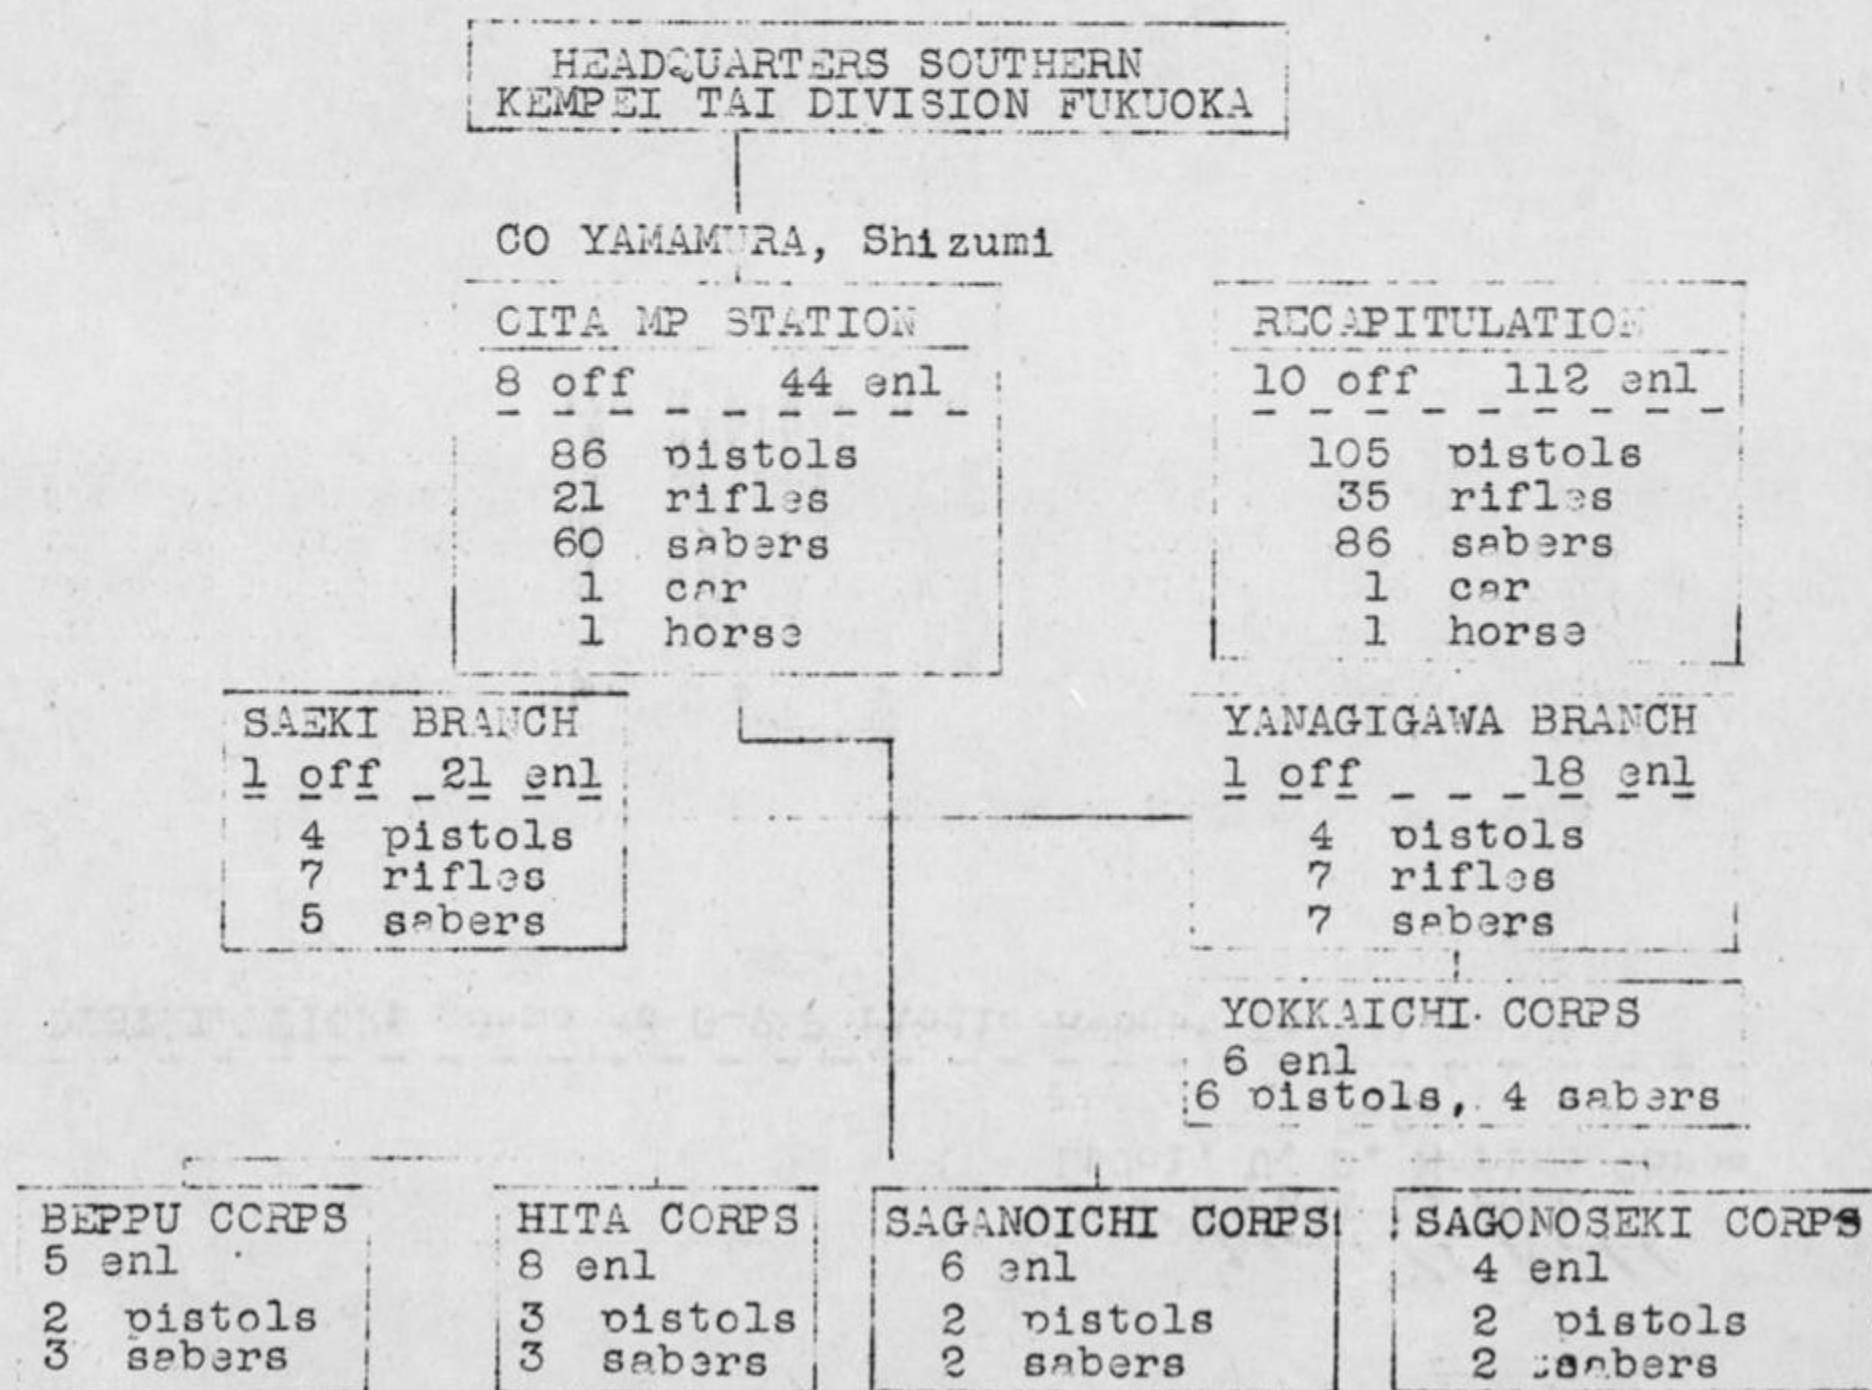 HEADQUARTERS SOUTHERN
KEMPEI TAI DIVISION FUKUOKA
CO YAMAMURA, Shizumi
OITA MP STATION
8 off 44 enl
86 pistols
21 rifles
60 sabers
1 car
1 horse
RECAPITULATION
10 off 112 enl
105 pistols
35 rifles
86 sabers
1 car
1 horse
SAEKI BRANCH
1 off 21 enl
4 pistols
7 rifles
5 sabers
YANAGIGAWA BRANCH
1 off 18 enl
4 pistols
7 rifles
7 sabers
YOKKAICHI CORPS
6 enl
6 pistols, 4 sabers
BEPPU CORPS
5 enl
2 pistols
3 sabers
HITA CORPS
8 enl
3 pistols
3 sabers
SAGANOICHI CORPS
6 enl
2 pistols
2 sabers
SAGONOSEKI CORPS
4 enl
2 pistols
2 sabers